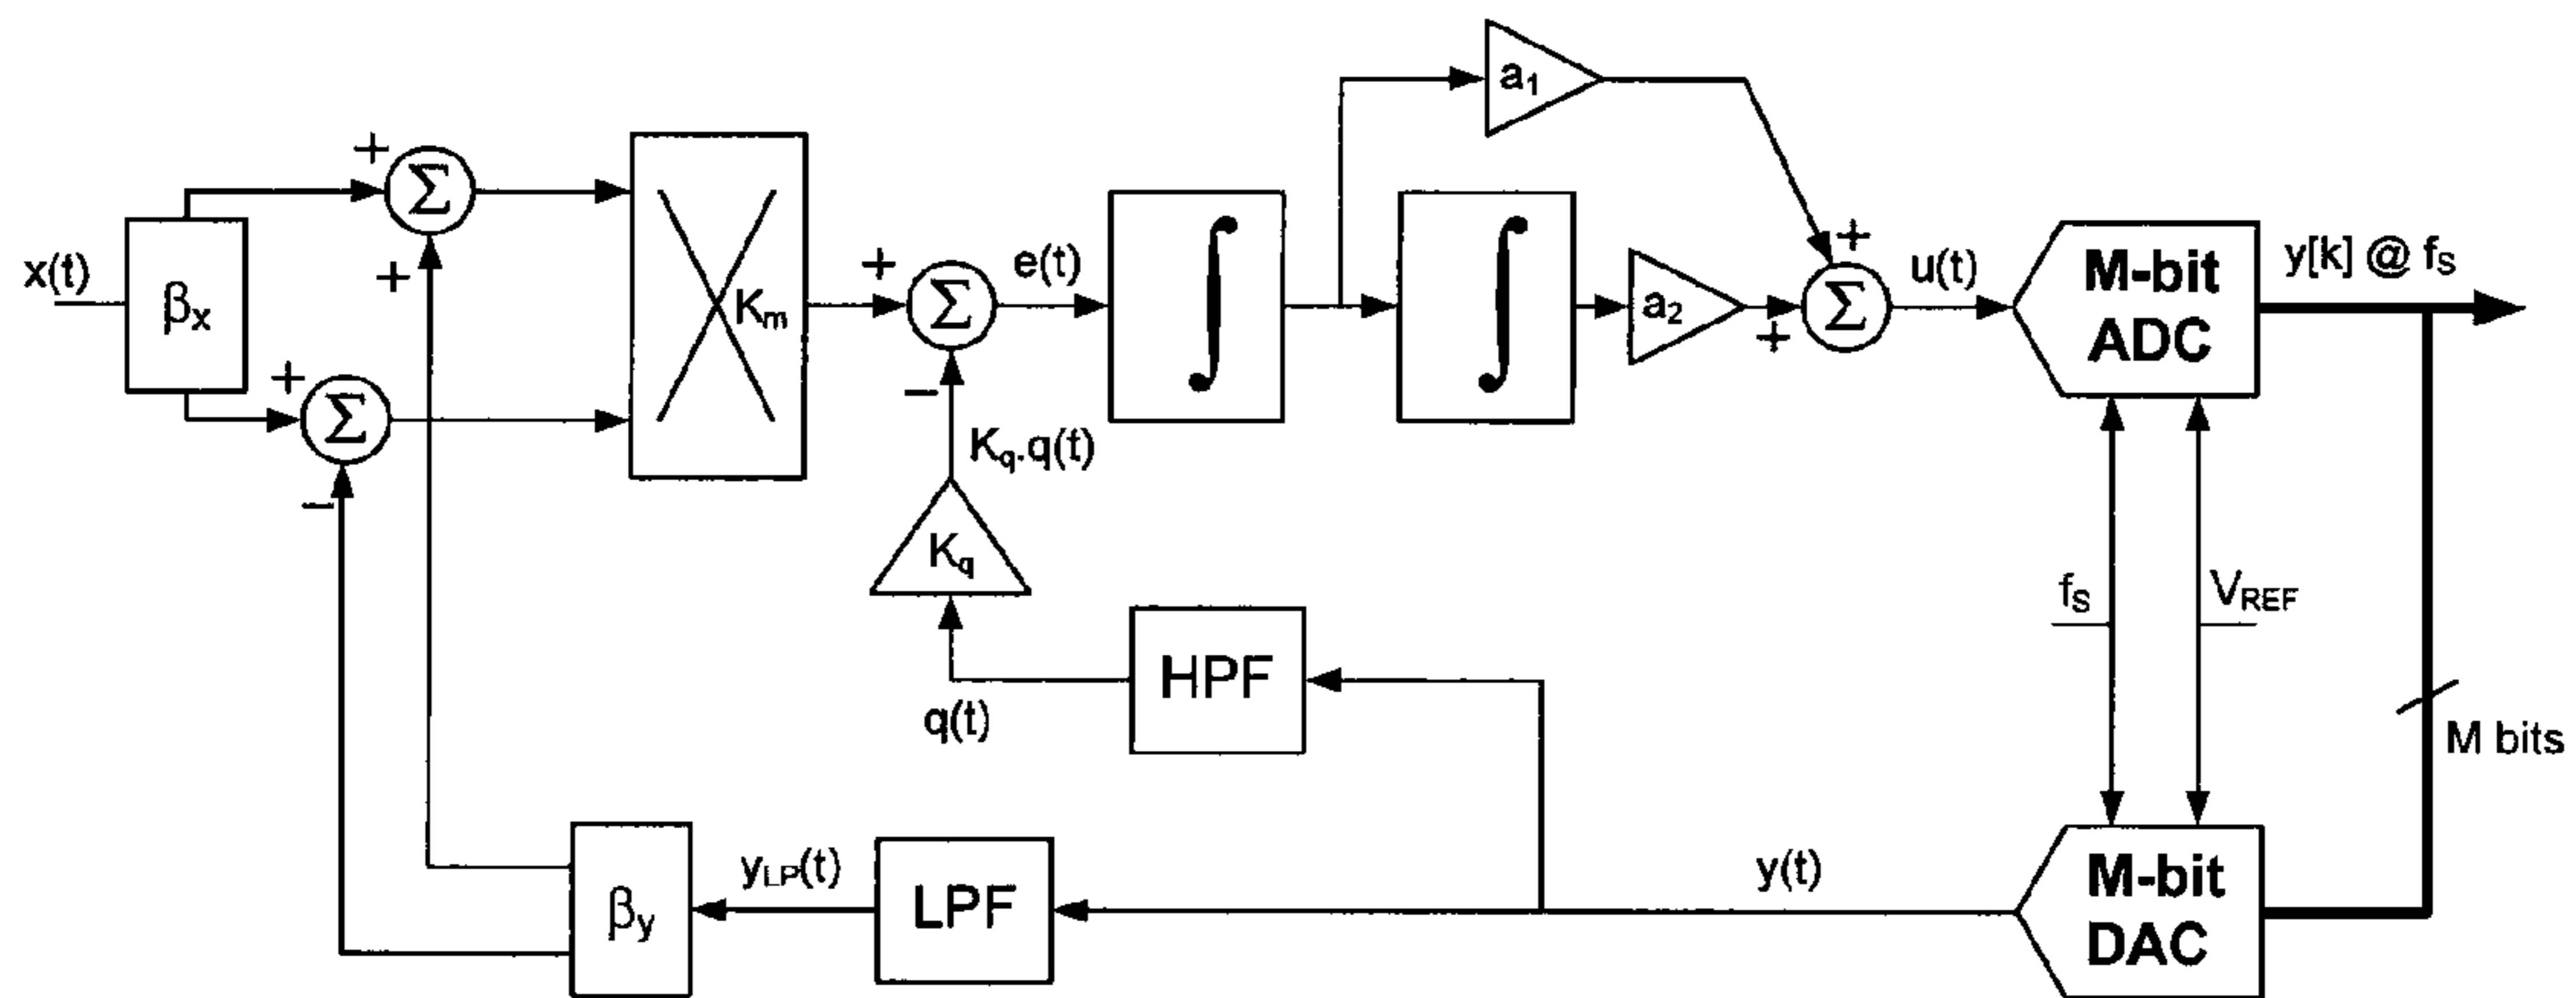 a₁
x(t)
βₓ
+
+
Σ
+
Σ
−
Kₘ
+
Σ
−
e(t)
∫
∫
a₂
+
+
Σ
u(t)
M-bit
ADC
y[k] @ fS
Kq.q(t)
Kq
q(t)
HPF
fS
VREF
M bits
βy
yLP(t)
LPF
y(t)
M-bit
DAC